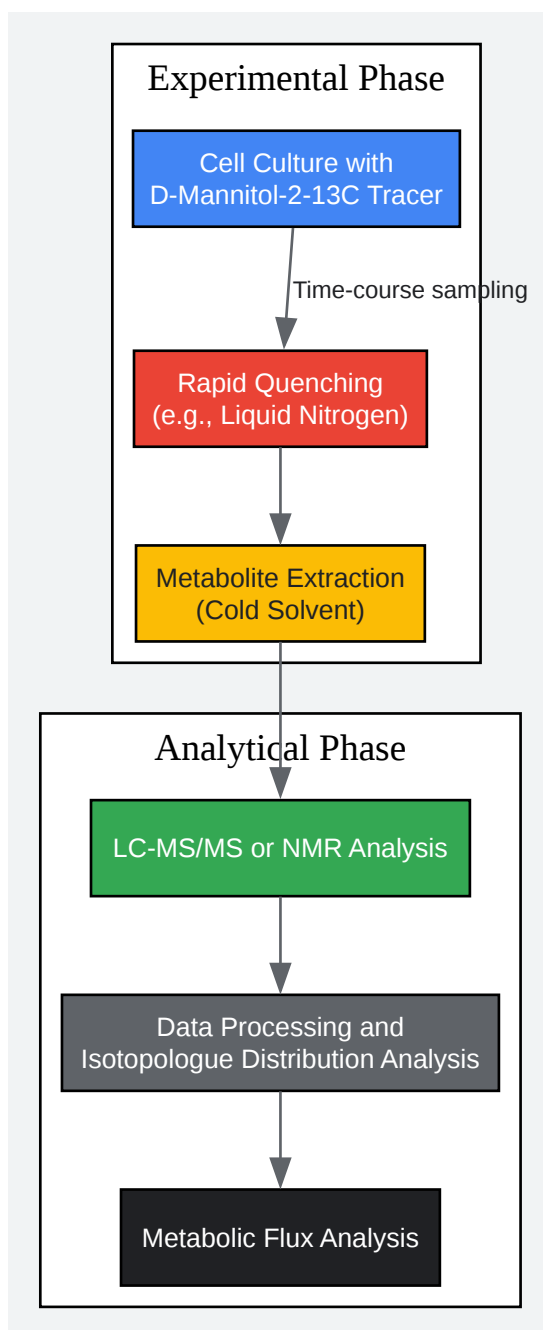 Experimental Phase
Cell Culture with
D-Mannitol-2-13C Tracer
Time-course sampling
Rapid Quenching
(e.g., Liquid Nitrogen)
Metabolite Extraction
(Cold Solvent)
Analytical Phase
LC-MS/MS or NMR Analysis
Data Processing and
Isotopologue Distribution Analysis
Metabolic Flux Analysis